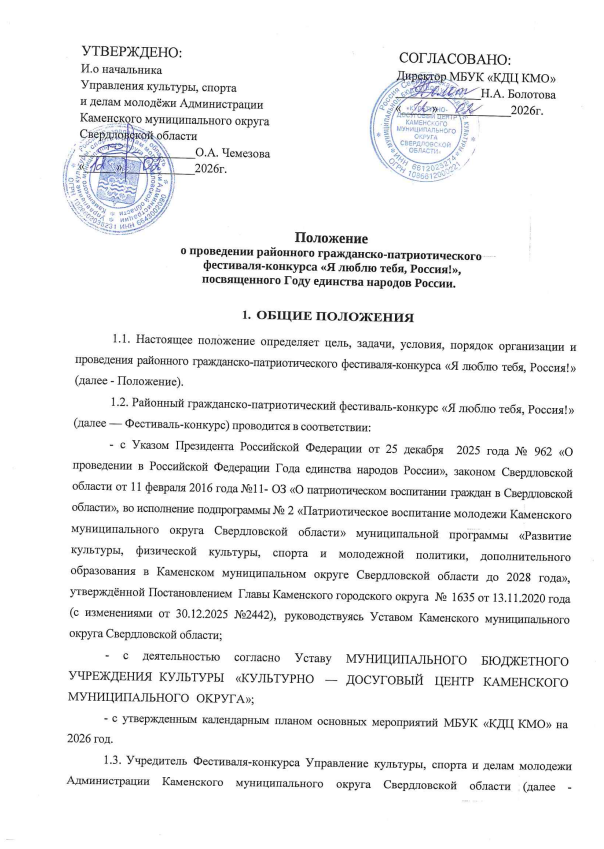 УТВЕРЖДЕНО:
И.о начальника
Управления культуры, спорта
и делам молодёжи Администрации
Каменского муниципального округа
Свердловской области
О.А. Чемезова
2026г.
СОГЛАСОВАНО:
Директор МБУК «КДЦ КМО»
Н.А. Болотова
2026г.
КУЛЬТУРНО-
ДОСУГОВЫЙ ЦЕНТР
КАМЕНСКОГО
МУНИЦИПАЛЬНОГО
ОКРУГА
СВЕРДЛОВСКОЙ
ОБЛАСТИ
Положение
о проведении районного гражданско-патриотического
фестиваля-конкурса «Я люблю тебя, Россия!»,
посвященного Году единства народов России.
1. ОБЩИЕ ПОЛОЖЕНИЯ
1.1. Настоящее положение определяет цель, задачи, условия, порядок организации и
проведения районного гражданско-патриотического фестиваля-конкурса «Я люблю тебя, Россия!»
(далее - Положение).
1.2. Районный гражданско-патриотический фестиваль-конкурс «Я люблю тебя, Россия!»
(далее — Фестиваль-конкурс) проводится в соответствии:
- с Указом Президента Российской Федерации от 25 декабря 2025 года № 962 «О
проведении в Российской Федерации Года единства народов России», законом Свердловской
области от 11 февраля 2016 года №11- ОЗ «О патриотическом воспитании граждан в Свердловской
области», во исполнение подпрограммы № 2 «Патриотическое воспитание молодежи Каменского
муниципального округа Свердловской области» муниципальной программы «Развитие
культуры, физической культуры, спорта и молодежной политики, дополнительного
образования в Каменском муниципальном округе Свердловской области до 2028 года»,
утверждённой Постановлением Главы Каменского городского округа № 1635 от 13.11.2020 года
(с изменениями от 30.12.2025 №2442), руководствуясь Уставом Каменского муниципального
округа Свердловской области;
- с деятельностью согласно Уставу МУНИЦИПАЛЬНОГО БЮДЖЕТНОГО
УЧРЕЖДЕНИЯ КУЛЬТУРЫ «КУЛЬТУРНО — ДОСУГОВЫЙ ЦЕНТР КАМЕНСКОГО
МУНИЦИПАЛЬНОГО ОКРУГА»;
- с утвержденным календарным планом основных мероприятий МБУК «КДЦ КМО» на
2026 год.
1.3. Учредитель Фестиваля-конкурса Управление культуры, спорта и делам молодежи
Администрации Каменского муниципального округа Свердловской области (далее -